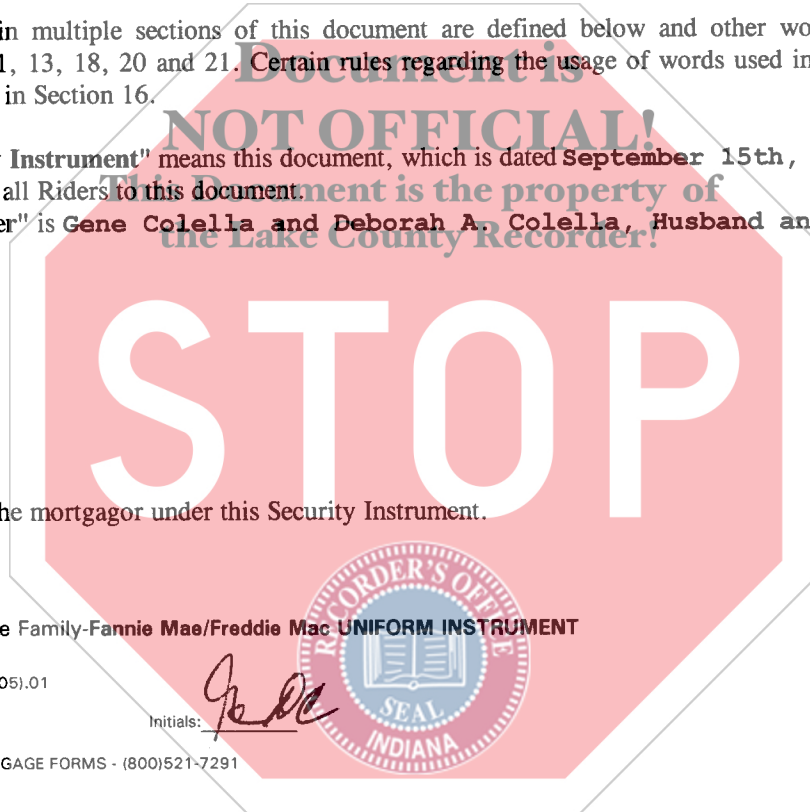 in multiple sections of this document are defined below and other wo
1, 13, 18, 20 and 21. Certain rules regarding the usage of words used in
in Section 16.
Document is
NOT OFFICIAL!
This Document is the property of
the Lake County Recorder!
Instrument" means this document, which is dated September 15th,
all Riders to this document.
er" is Gene Colella and Deborah A. Colella, Husband an
STOP
he mortgagor under this Security Instrument.
RECORDER'S OFFICE
SEAL
INDIANA
e Family-Fannie Mae/Freddie Mac UNIFORM INSTRUMENT
05).01
Initials:
GAGE FORMS - (800)521-7291